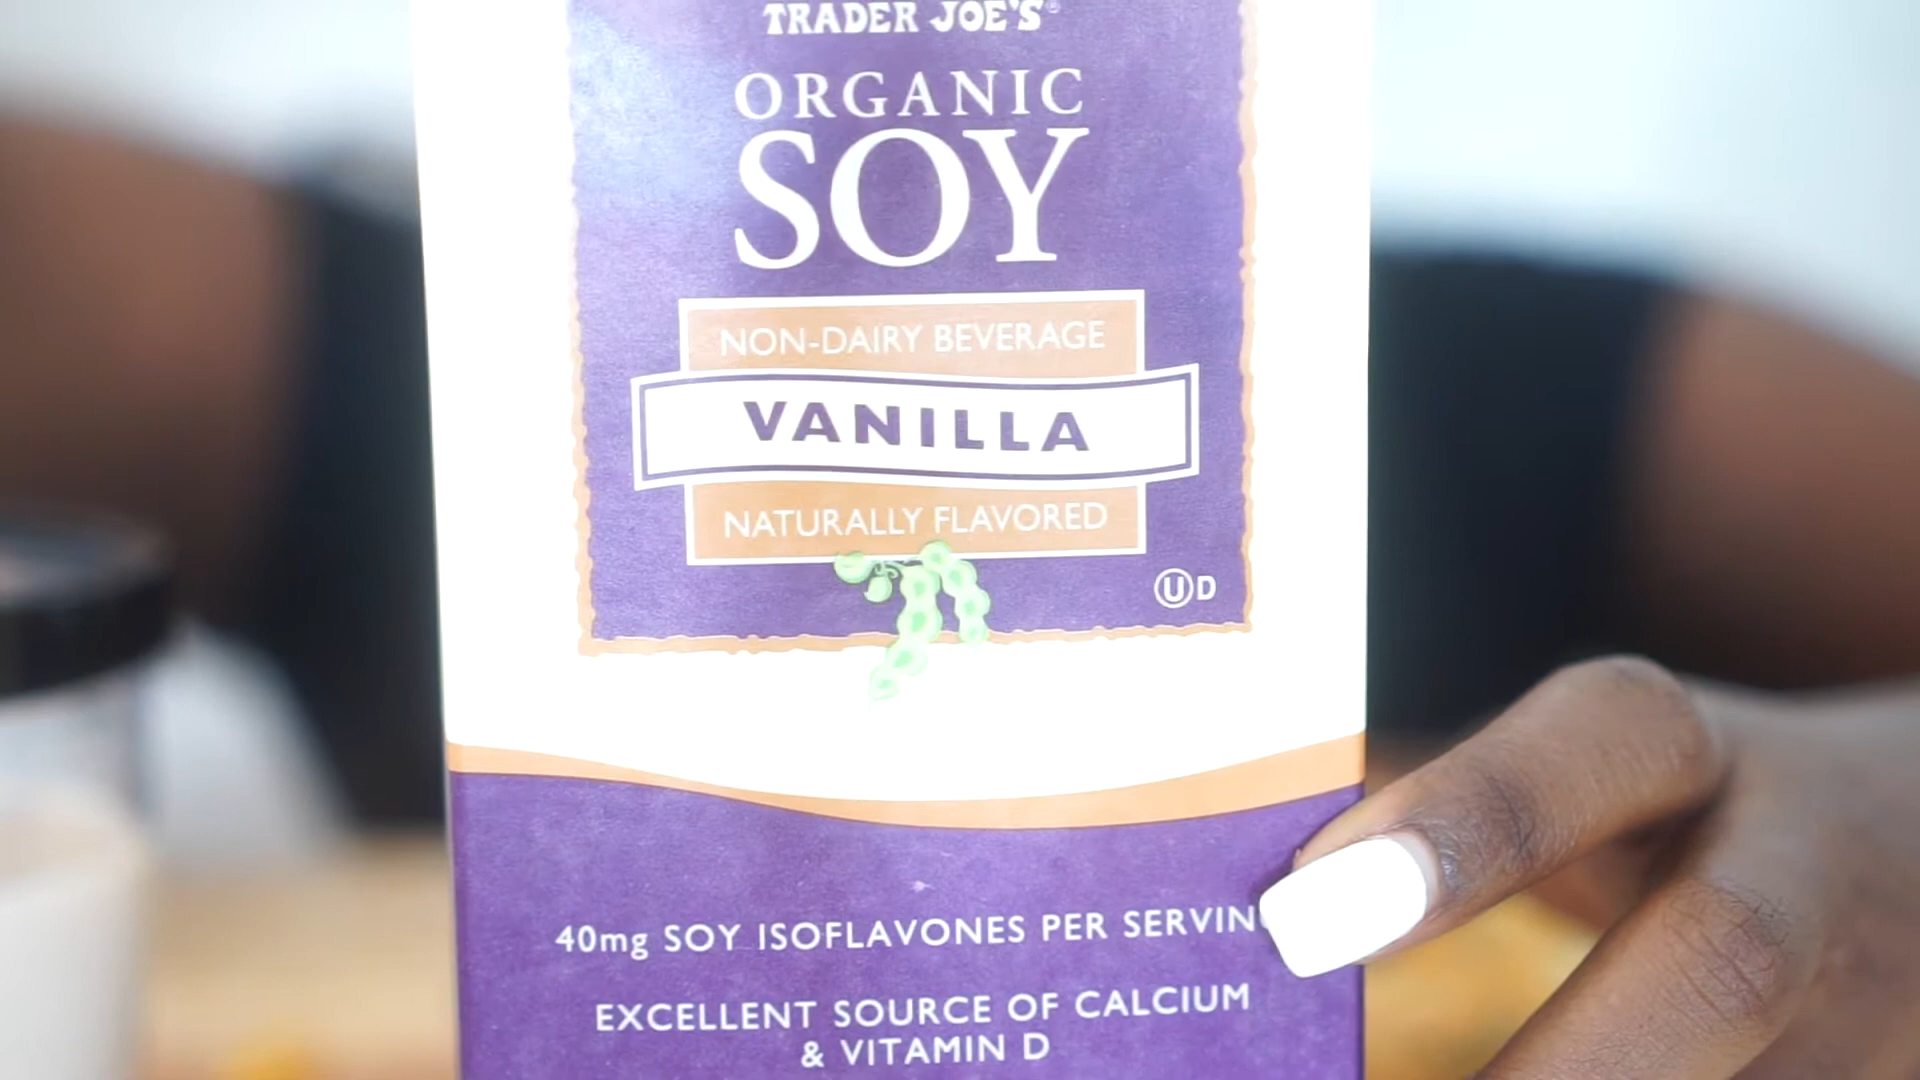 TRADER JOE'S®
ORGANIC
SOY
NON-DAIRY BEVERAGE
VANILLA
NATURALLY FLAVORED
U D
40mg SOY ISOFLAVONES PER SERVIN
EXCELLENT SOURCE OF CALCIUM
& VITAMIN D